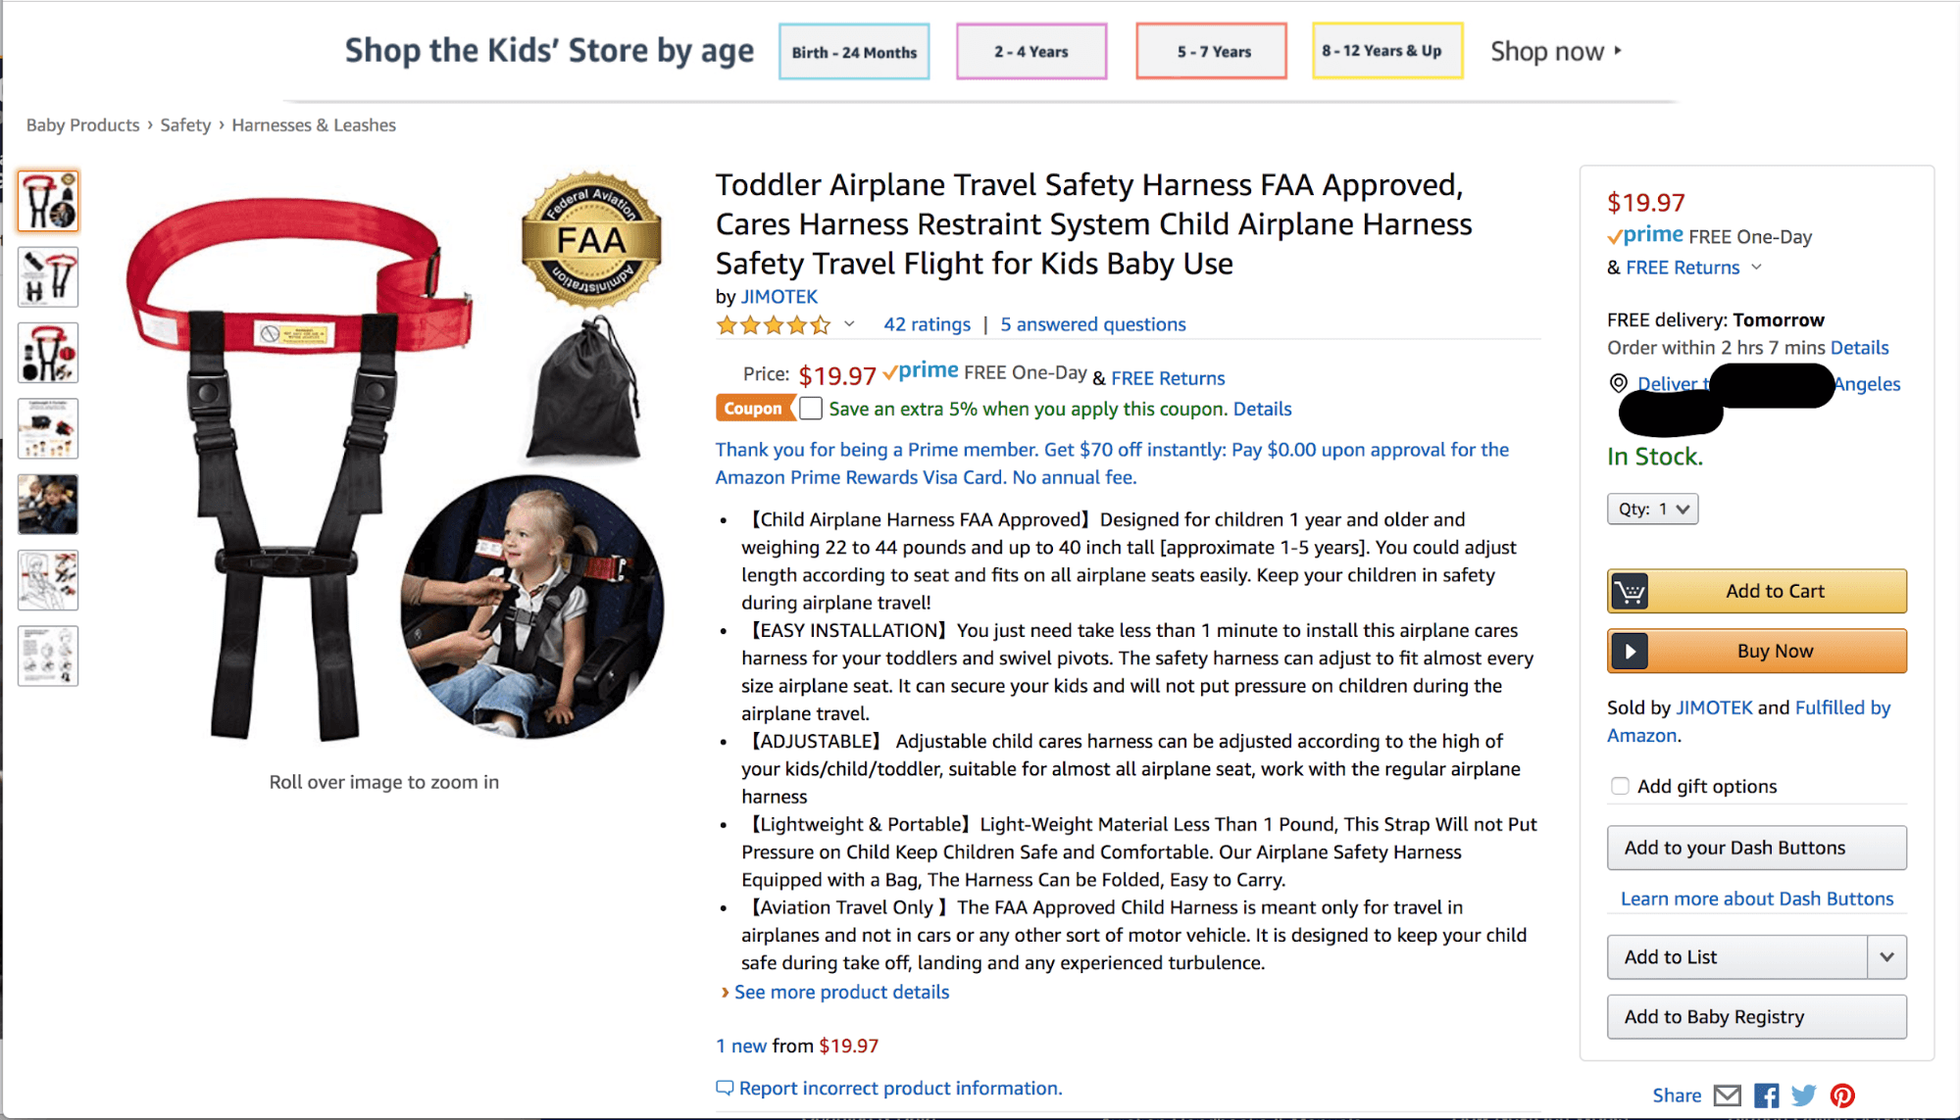 Shop the Kids' Store by age
Birth - 24 Months
2 - 4 Years
5 - 7 Years
8 - 12 Years & Up
Shop now
Baby Products › Safety › Harnesses & Leashes
Federal Aviation
FAA
Administration
Roll over image to zoom in
Toddler Airplane Travel Safety Harness FAA Approved,
Cares Harness Restraint System Child Airplane Harness
Safety Travel Flight for Kids Baby Use
by JIMOTEK
42 ratings | 5 answered questions
Price: $19.97 prime FREE One-Day & FREE Returns
Coupon Save an extra 5% when you apply this coupon. Details
Thank you for being a Prime member. Get $70 off instantly: Pay $0.00 upon approval for the
Amazon Prime Rewards Visa Card. No annual fee.
• 【Child Airplane Harness FAA Approved】Designed for children 1 year and older and
weighing 22 to 44 pounds and up to 40 inch tall [approximate 1-5 years]. You could adjust
length according to seat and fits on all airplane seats easily. Keep your children in safety
during airplane travel!
• 【EASY INSTALLATION】You just need take less than 1 minute to install this airplane cares
harness for your toddlers and swivel pivots. The safety harness can adjust to fit almost every
size airplane seat. It can secure your kids and will not put pressure on children during the
airplane travel.
• 【ADJUSTABLE】 Adjustable child cares harness can be adjusted according to the high of
your kids/child/toddler, suitable for almost all airplane seat, work with the regular airplane
harness
• 【Lightweight & Portable】Light-Weight Material Less Than 1 Pound, This Strap Will not Put
Pressure on Child Keep Children Safe and Comfortable. Our Airplane Safety Harness
Equipped with a Bag, The Harness Can be Folded, Easy to Carry.
• 【Aviation Travel Only 】The FAA Approved Child Harness is meant only for travel in
airplanes and not in cars or any other sort of motor vehicle. It is designed to keep your child
safe during take off, landing and any experienced turbulence.
› See more product details
1 new from $19.97
Report incorrect product information.
$19.97
prime FREE One-Day
& FREE Returns
FREE delivery: Tomorrow
Order within 2 hrs 7 mins Details
Deliver t Angeles
In Stock.
Qty: 1
Add to Cart
Buy Now
Sold by JIMOTEK and Fulfilled by
Amazon.
Add gift options
Add to your Dash Buttons
Learn more about Dash Buttons
Add to List
Add to Baby Registry
Share